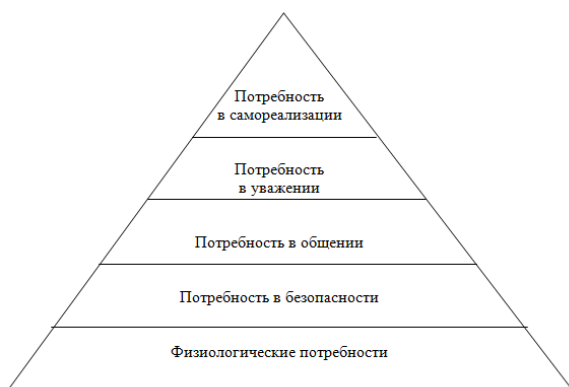 Потребность
в самореализации
Потребность
в уважении
Потребность в общении
Потребность в безопасности
Физиологические потребности